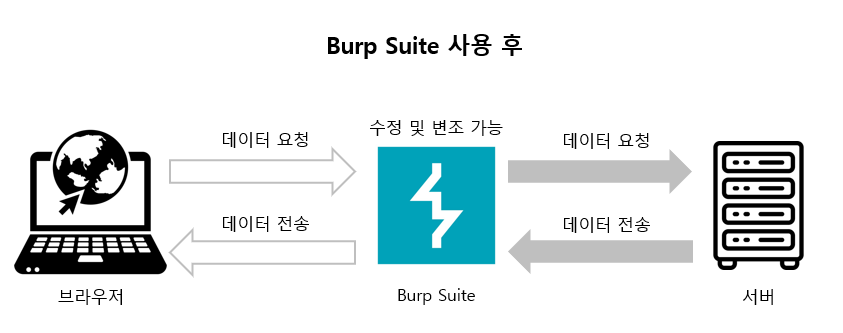 Burp Suite 사용 후
데이터 요청
수정 및 변조 가능
데이터 요청
데이터 전송
데이터 전송
브라우저
Burp Suite
서버